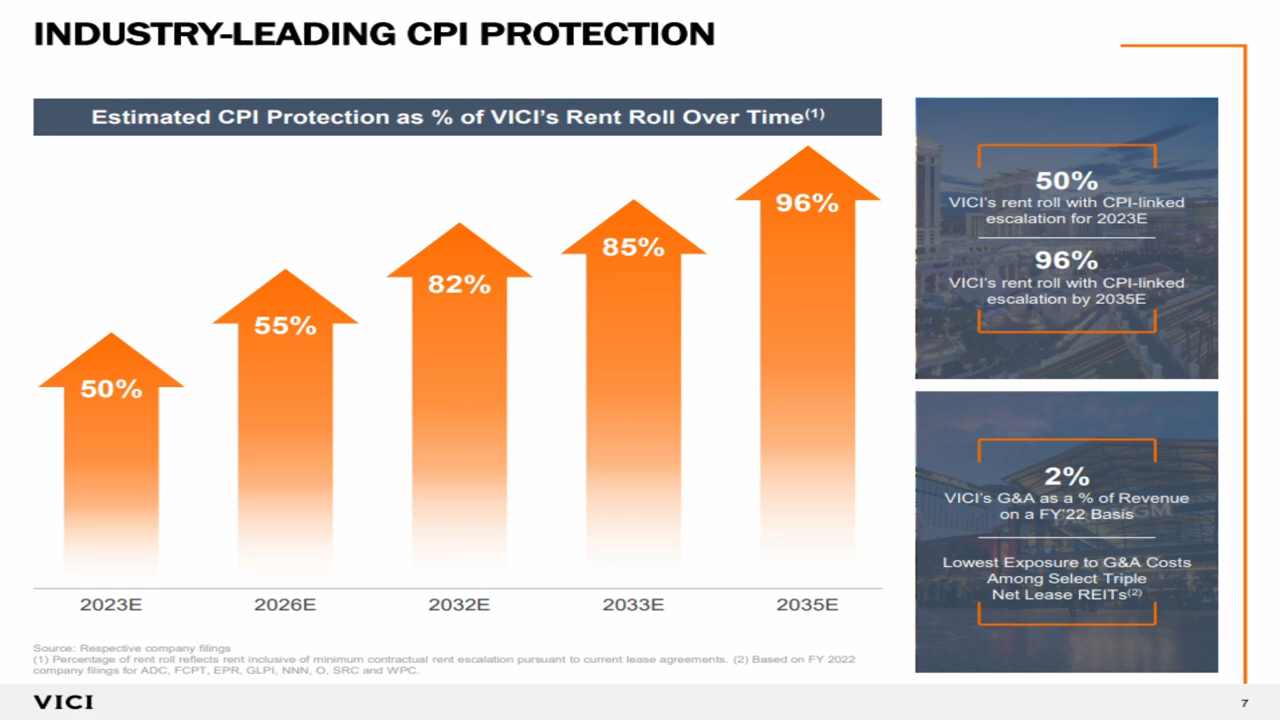 INDUSTRY-LEADING CPI PROTECTION
Estimated CPI Protection as % of VICI's Rent Roll Over Time(1)
50%
55%
82%
85%
96%
2023E
2026E
2032E
2033E
2035E
50%
VICI's rent roll with CPI-linked
escalation for 2023E
96%
VICI's rent roll with CPI-linked
escalation by 2035E
2%
VICI's G&A as a % of Revenue
on a FY'22 Basis
Lowest Exposure to G&A Costs
Among Select Triple
Net Lease REITs(2)
Source: Respective company filings
(1) Percentage of rent roll reflects rent inclusive of minimum contractual rent escalation pursuant to current lease agreements. (2) Based on FY 2022
company filings for ADC, FCPT, EPR, GLPI, NNN, O, SRC and WPC.
VICI
7